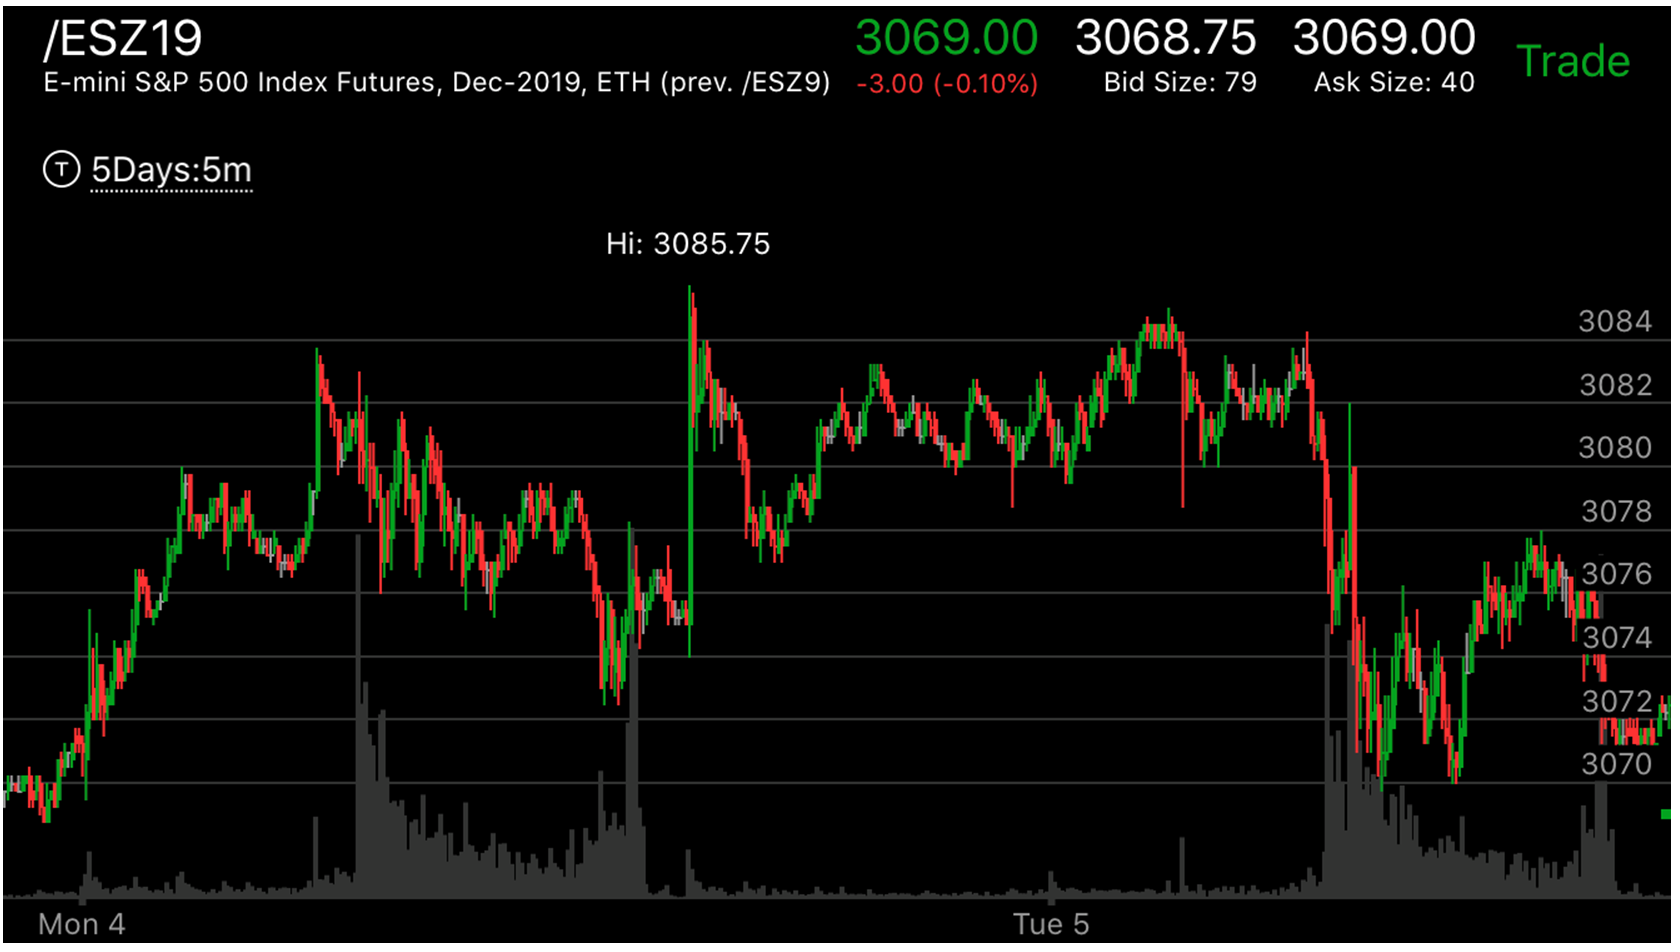 /ESZ19 3069.00 3068.75 3069.00 Trade
E-mini S&P 500 Index Futures, Dec-2019, ETH (prev. /ESZ9) -3.00 (-0.10%) Bid Size: 79 Ask Size: 40
T 5Days:5m
Hi: 3085.75
3084
3082
3080
3078
3076
3074
3072
3070
Mon 4 Tue 5